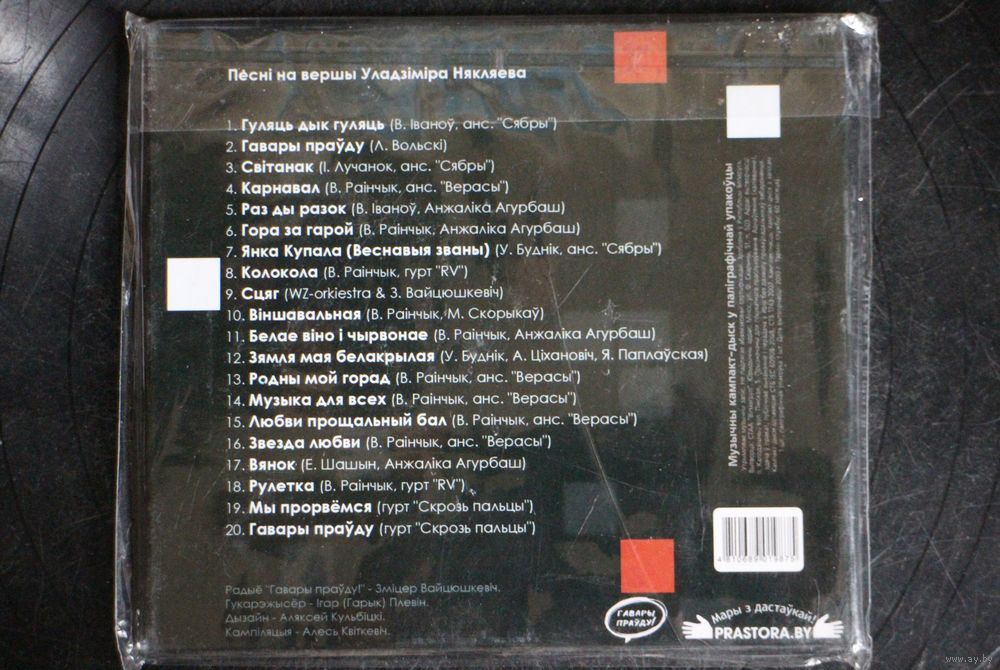 Песні на вершы Уладзіміра Някляева
1. Гуляць дык гуляць (В. Іваноў, анс. "Сябры")
2. Гавары праўду (Л. Вольскі)
3. Світанак (І. Лучанок, анс. "Сябры")
4. Карнавал (В. Раінчык, анс. "Верасы")
5. Раз ды разок (В. Іваноў, Анжаліка Агурбаш)
6. Гора за гарой (В. Раінчык, Анжаліка Агурбаш)
7. Янка Купала (Веснавыя званы) (У. Буднік, анс. "Сябры")
8. Колокола (В. Раінчык, гурт "RV")
9. Сцяг (WZ-orkiestra & З. Вайцюшкевіч)
10. Віншавальная (В. Раінчык, М. Скорыкаў)
11. Белае віно і чырвонае (В. Раінчык, Анжаліка Агурбаш)
12. Зямля мая белакрылая (У. Буднік, А. Ціхановіч, Я. Паплаўская)
13. Родны мой горад (В. Раінчык, анс. "Верасы")
14. Музыка для всех (В. Раінчык, анс. "Верасы")
15. Любви прощальный бал (В. Раінчык, анс. "Верасы")
16. Звезда любви (В. Раінчык, анс. "Верасы")
17. Вянок (Е. Шашын, Анжаліка Агурбаш)
18. Рулетка (В. Раінчык, гурт "RV")
19. Мы прорвёмся (гурт "Скрозь пальцы")
20. Гавары праўду (гурт "Скрозь пальцы")
Радыё "Гавары праўду!" - Зміцер Вайцюшкевіч.
Гукарэжысёр - Ігар (Гарык) Плевін.
Дызайн - Аляксей Кульбіцкі.
Кампіляцыя - Алесь Квіткевіч.
Музычны кампакт-дыск у паліграфічнай упакоўцы
4 810689 019875
ГАВАРЫ
ПРАЎДУ!
Мары з дастаўкай!
PRASTORA.BY
www.ay.by